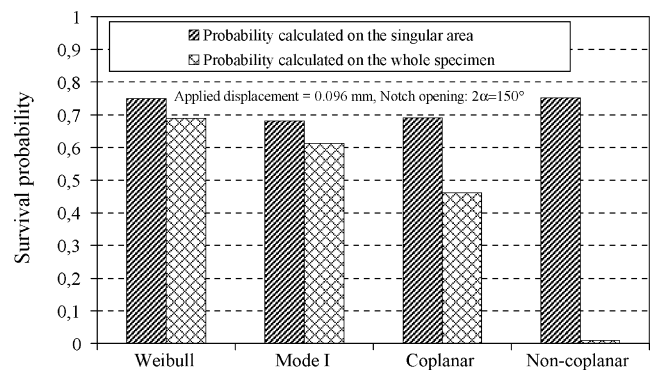 1
Probability calculated on the singular area
0,9
Probability calculated on the whole specimen
0,8
Applied displacement = 0.096 mm, Notch opening: 2α=150°
0,7
0,6
0,5
0,4
0,3
0,2
0,1
0
Survival probability
Weibull Mode I Coplanar Non-coplanar